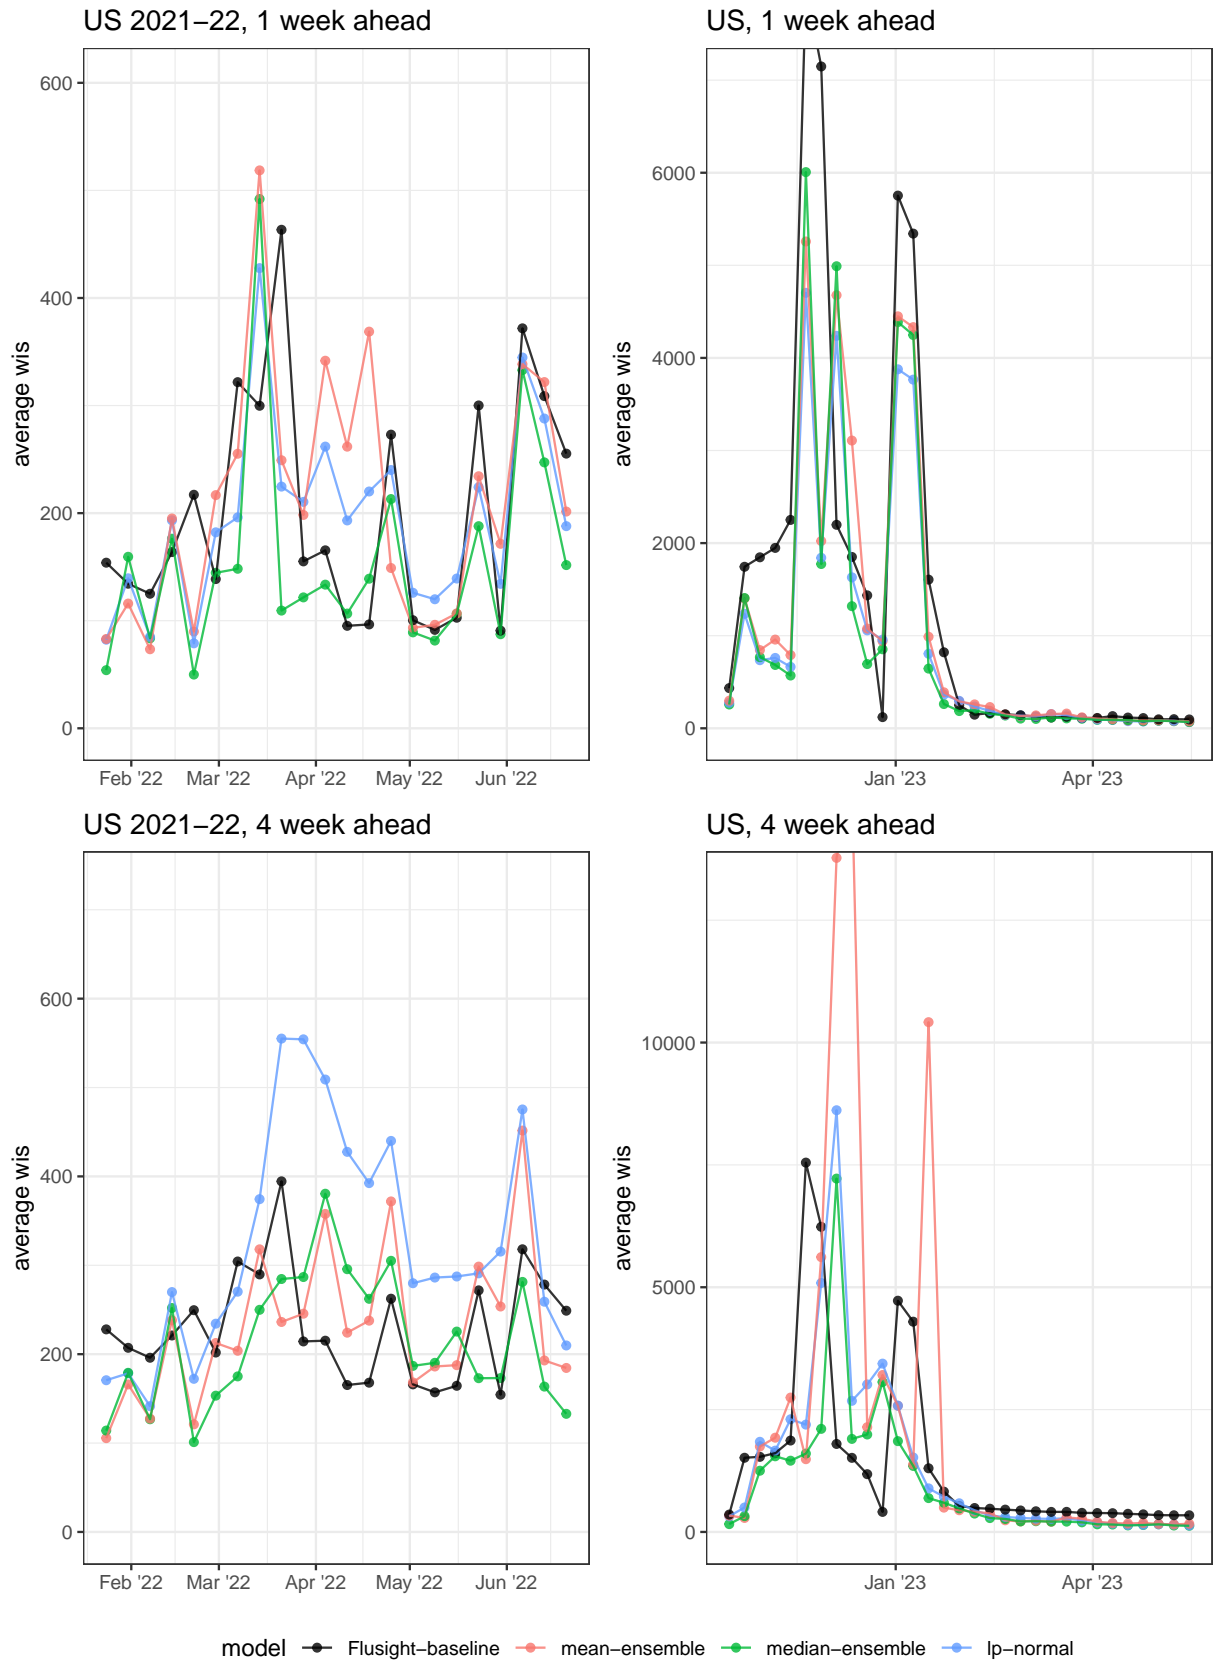 US 2021–22, 1 week ahead
600
400
200
0
average wis
Feb '22 Mar '22 Apr '22 May '22 Jun '22
US, 1 week ahead
6000
4000
2000
0
average wis
Jan '23 Apr '23
US 2021–22, 4 week ahead
600
400
200
0
average wis
Feb '22 Mar '22 Apr '22 May '22 Jun '22
US, 4 week ahead
10000
5000
0
average wis
Jan '23 Apr '23
model Flusight–baseline mean–ensemble median–ensemble lp–normal